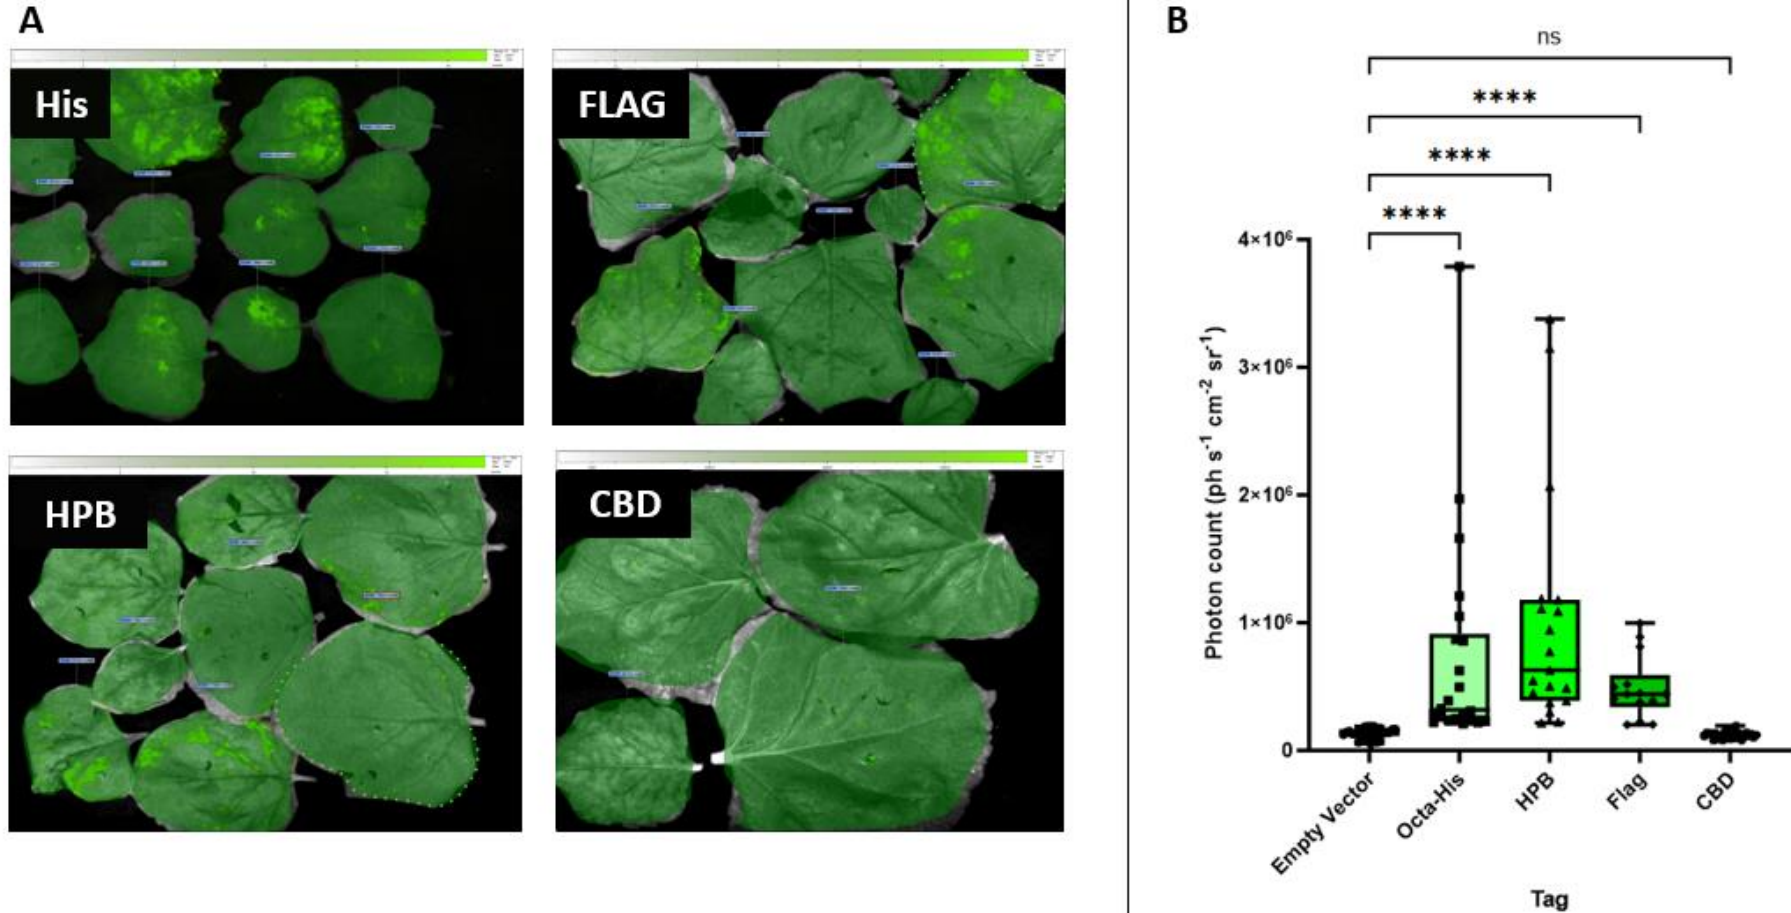 A
His
FLAG
HPB
CBD
B
ns
****
****
****
****
4×10⁶
3×10⁶
2×10⁶
1×10⁶
0
Photon count (ph s⁻¹ cm⁻² sr⁻¹)
Empty Vector
Octa-His
HPB
Flag
CBD
Tag